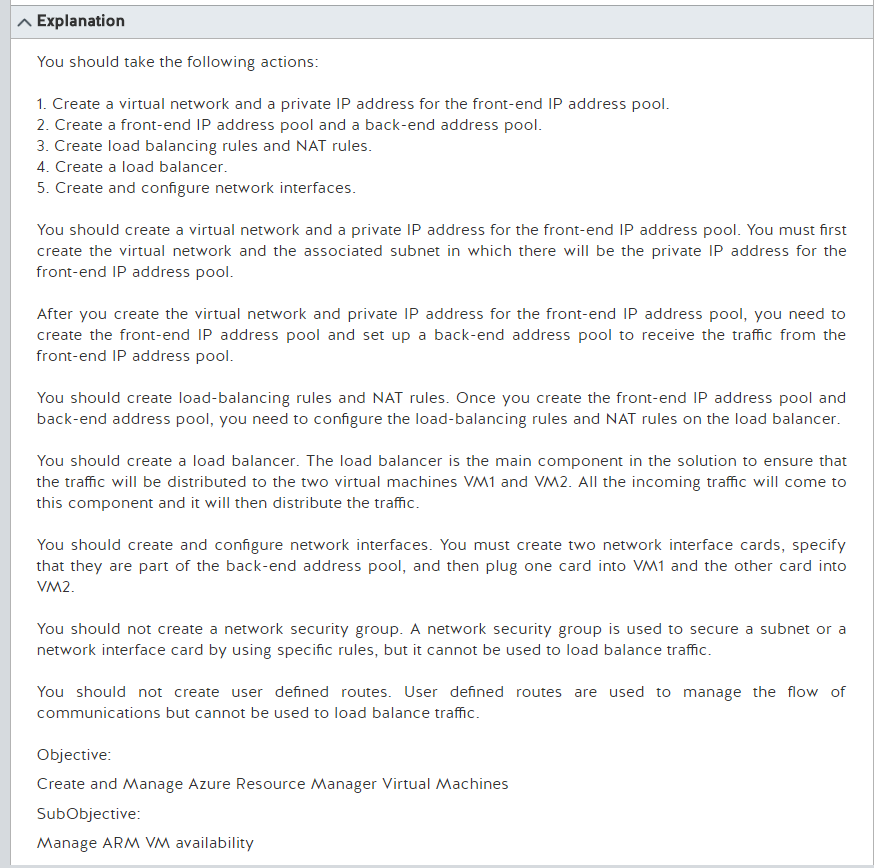 Explanation
You should take the following actions:
1. Create a virtual network and a private IP address for the front-end IP address pool.
2. Create a front-end IP address pool and a back-end address pool.
3. Create load balancing rules and NAT rules.
4. Create a load balancer.
5. Create and configure network interfaces.
You should create a virtual network and a private IP address for the front-end IP address pool. You must first
create the virtual network and the associated subnet in which there will be the private IP address for the
front-end IP address pool.
After you create the virtual network and private IP address for the front-end IP address pool, you need to
create the front-end IP address pool and set up a back-end address pool to receive the traffic from the
front-end IP address pool.
You should create load-balancing rules and NAT rules. Once you create the front-end IP address pool and
back-end address pool, you need to configure the load-balancing rules and NAT rules on the load balancer.
You should create a load balancer. The load balancer is the main component in the solution to ensure that
the traffic will be distributed to the two virtual machines VM1 and VM2. All the incoming traffic will come to
this component and it will then distribute the traffic.
You should create and configure network interfaces. You must create two network interface cards, specify
that they are part of the back-end address pool, and then plug one card into VM1 and the other card into
VM2.
You should not create a network security group. A network security group is used to secure a subnet or a
network interface card by using specific rules, but it cannot be used to load balance traffic.
You should not create user defined routes. User defined routes are used to manage the flow of
communications but cannot be used to load balance traffic.
Objective:
Create and Manage Azure Resource Manager Virtual Machines
SubObjective:
Manage ARM VM availability